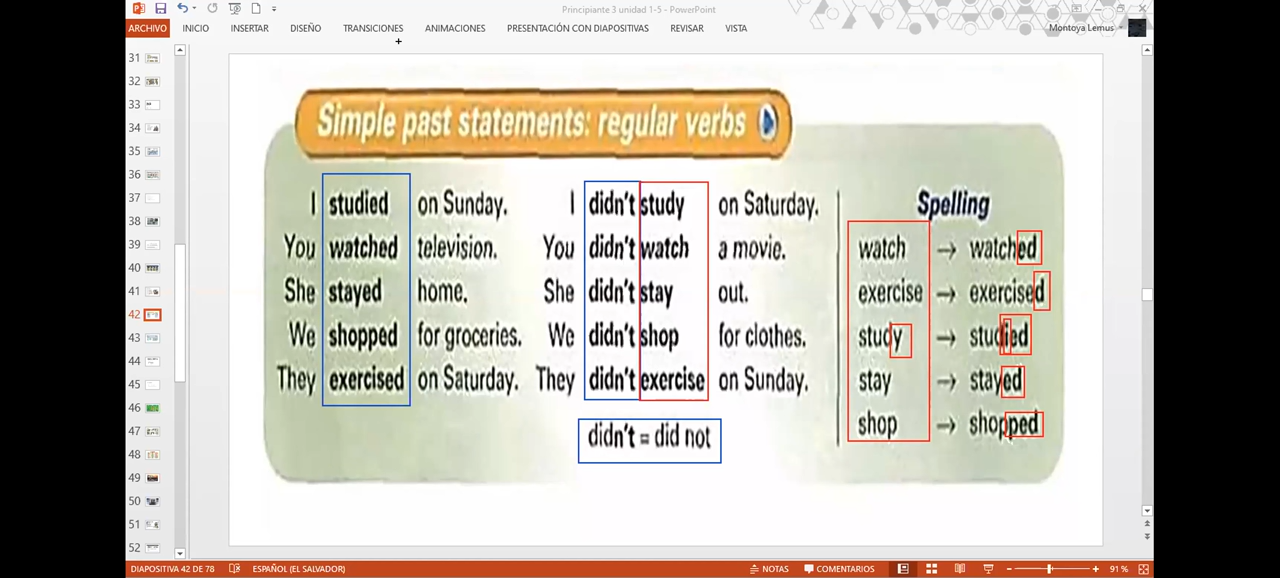 Principiante 3 unidad 1-5 - PowerPoint
ARCHIVO INICIO INSERTAR DISEÑO TRANSICIONES ANIMACIONES PRESENTACIÓN CON DIAPOSITIVAS REVISAR VISTA Montoya Lemus
31
32
33
34
35
36
37
38
39
40
41
42
43
44
45
46
47
48
49
50
51
52
Simple past statements: regular verbs
I studied on Sunday.
You watched television.
She stayed home.
We shopped for groceries.
They exercised on Saturday.
I didn't study on Saturday.
You didn't watch a movie.
She didn't stay out.
We didn't shop for clothes.
They didn't exercise on Sunday.
didn't = did not
Spelling
watch → watched
exercise → exercised
study → studied
stay → stayed
shop → shopped
DIAPOSITIVA 42 DE 78 ESPAÑOL (EL SALVADOR) NOTAS COMENTARIOS 91 %